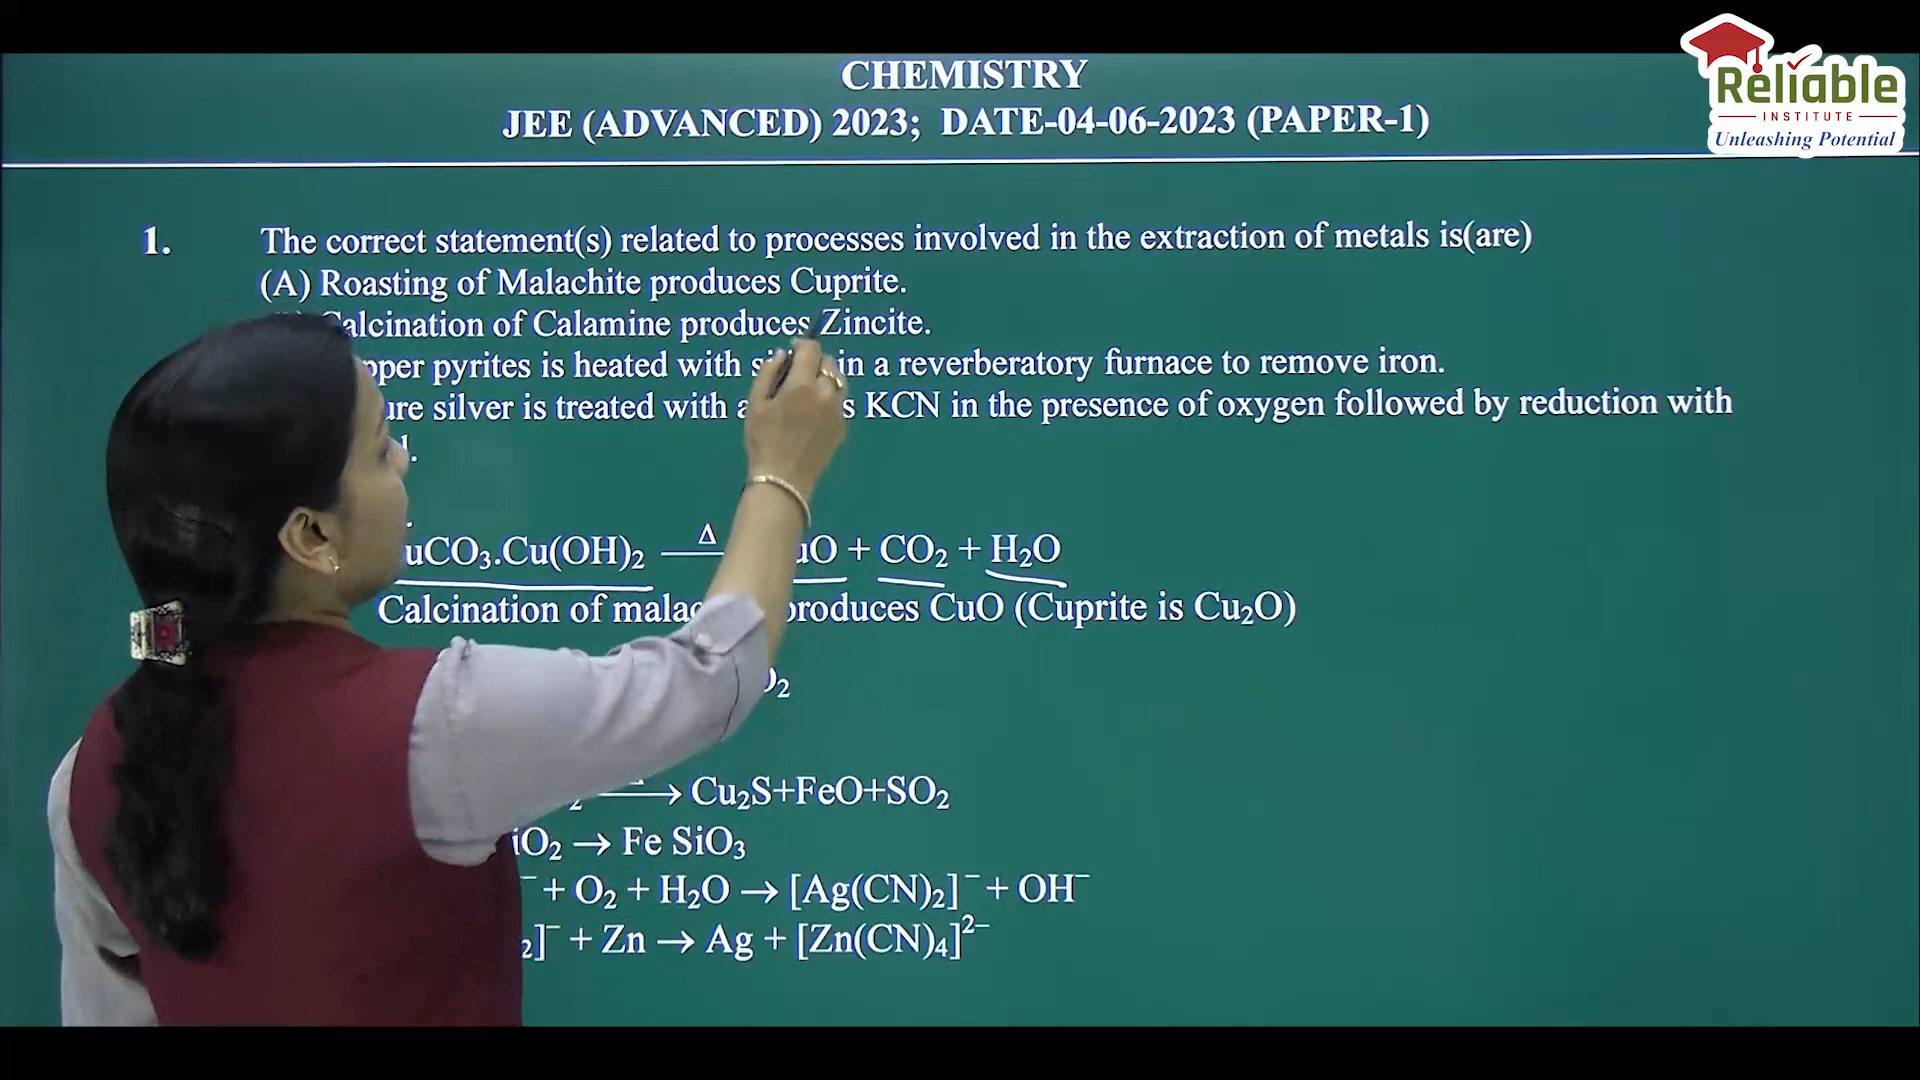 Reliable
INSTITUTE
Unleashing Potential
CHEMISTRY
JEE (ADVANCED) 2023; DATE-04-06-2023 (PAPER-1)
1. The correct statement(s) related to processes involved in the extraction of metals is(are)
(A) Roasting of Malachite produces Cuprite.
Calcination of Calamine produces Zincite.
pyrites is heated with in a reverberatory furnace to remove iron.
silver is treated with KCN in the presence of oxygen followed by reduction with
uCO₃.Cu(OH)₂ Δ uO + CO₂ + H₂O
Calcination of produces CuO (Cuprite is Cu₂O)
₂ → Cu₂S+FeO+SO₂
iO₂ → Fe SiO₃
⁻ + O₂ + H₂O → [Ag(CN)₂]⁻ + OH⁻
₂]⁻ + Zn → Ag + [Zn(CN)₄]²⁻